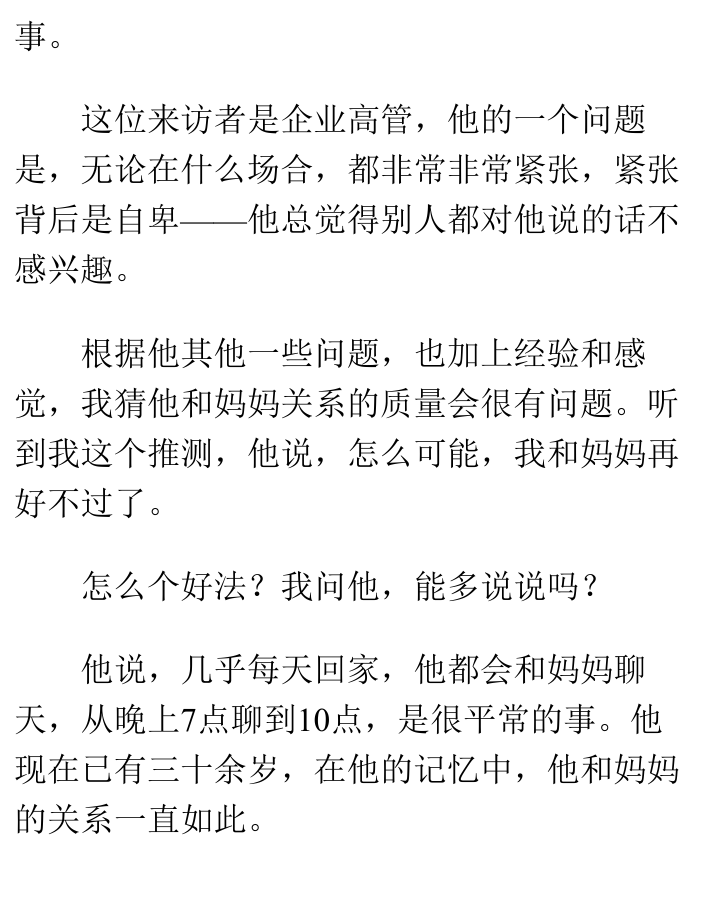 事。
这位来访者是企业高管，他的一个问题
是，无论在什么场合，都非常非常紧张，紧张
背后是自卑——他总觉得别人都对他说的话不
感兴趣。
根据他其他一些问题，也加上经验和感
觉，我猜他和妈妈关系的质量会很有问题。听
到我这个推测，他说，怎么可能，我和妈妈再
好不过了。
怎么个好法？我问他，能多说说吗？
他说，几乎每天回家，他都会和妈妈聊
天，从晚上7点聊到10点，是很平常的事。他
现在已有三十余岁，在他的记忆中，他和妈妈
的关系一直如此。